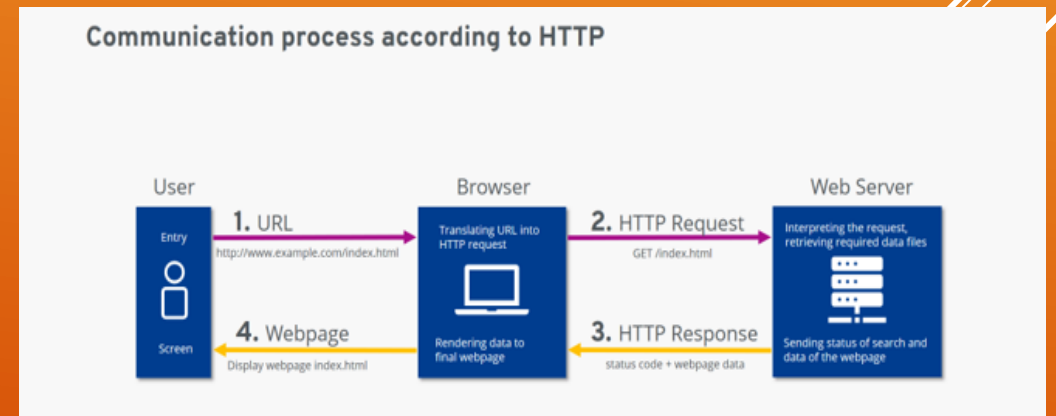 Communication process according to HTTP
User
Browser
Web Server
Entry
1. URL
http://www.example.com/index.html
Translating URL into
HTTP request
2. HTTP Request
GET /index.html
Interpreting the request,
retrieving required data files
Screen
4. Webpage
Display webpage index.html
Rendering data to
final webpage
3. HTTP Response
status code + webpage data
Sending status of search and
data of the webpage